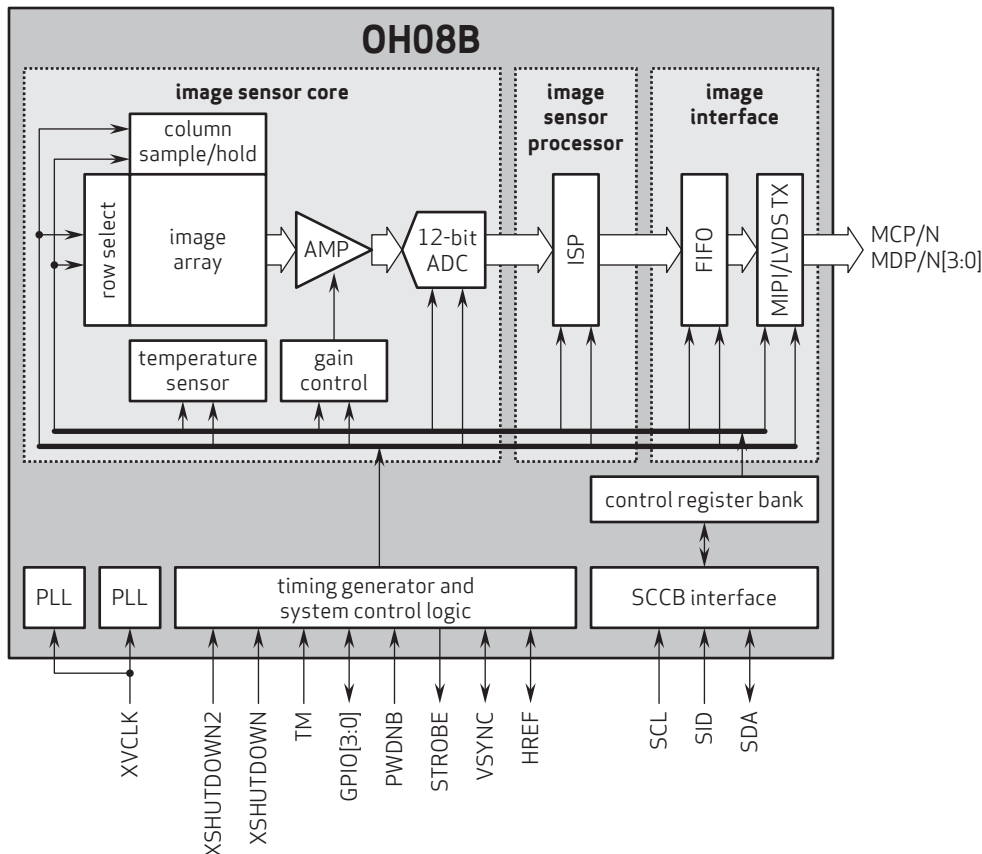 OH08B
image sensor core
image
sensor
processor
image
interface
column
sample/hold
row select
image
array
AMP
12-bit
ADC
ISP
FIFO
MIPI/LVDS TX
MCP/N
MDP/N[3:0]
temperature
sensor
gain
control
control register bank
PLL
PLL
timing generator and
system control logic
SCCB interface
XVCLK
XSHUTDOWN2
XSHUTDOWN
TM
GPIO[3:0]
PWDNB
STROBE
VSYNC
HREF
SCL
SID
SDA